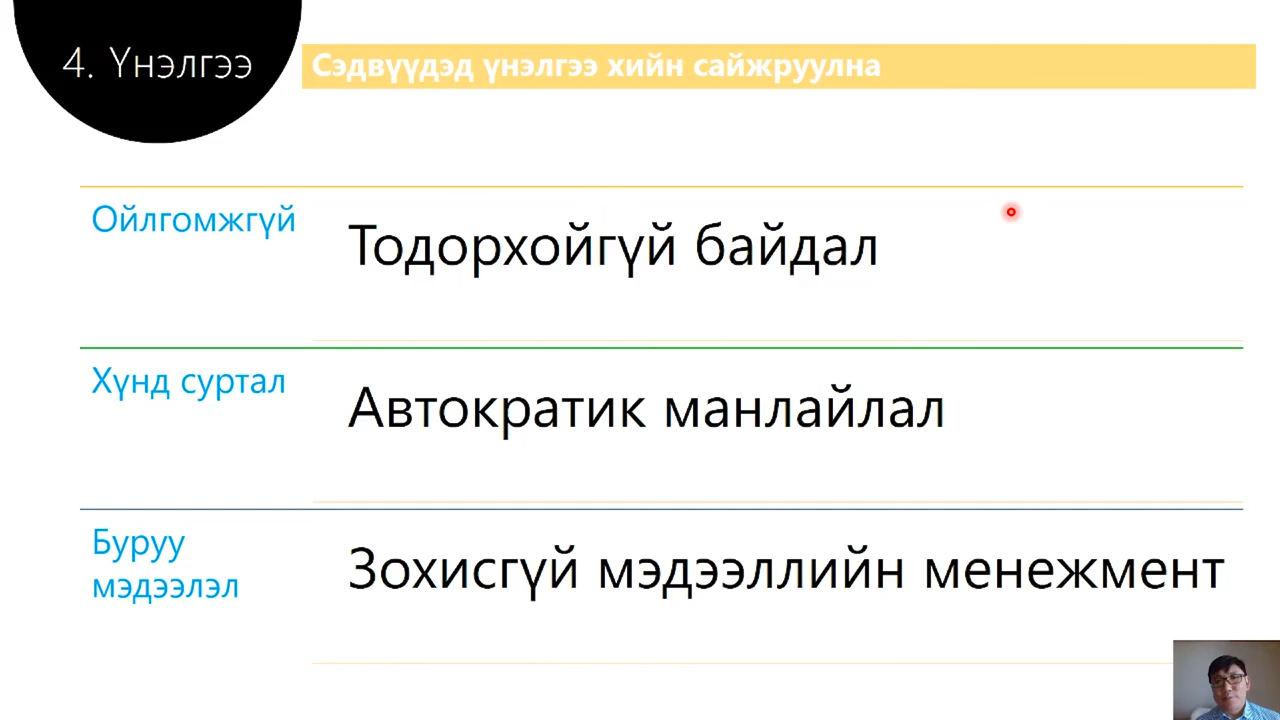 4. Үнэлгээ
Сэдвүүдэд үнэлгээ хийн сайжруулна
Ойлгомжгүй
Тодорхойгүй байдал
Хүнд суртал
Автократик манлайлал
Буруу
мэдээлэл
Зохисгүй мэдээллийн менежмент